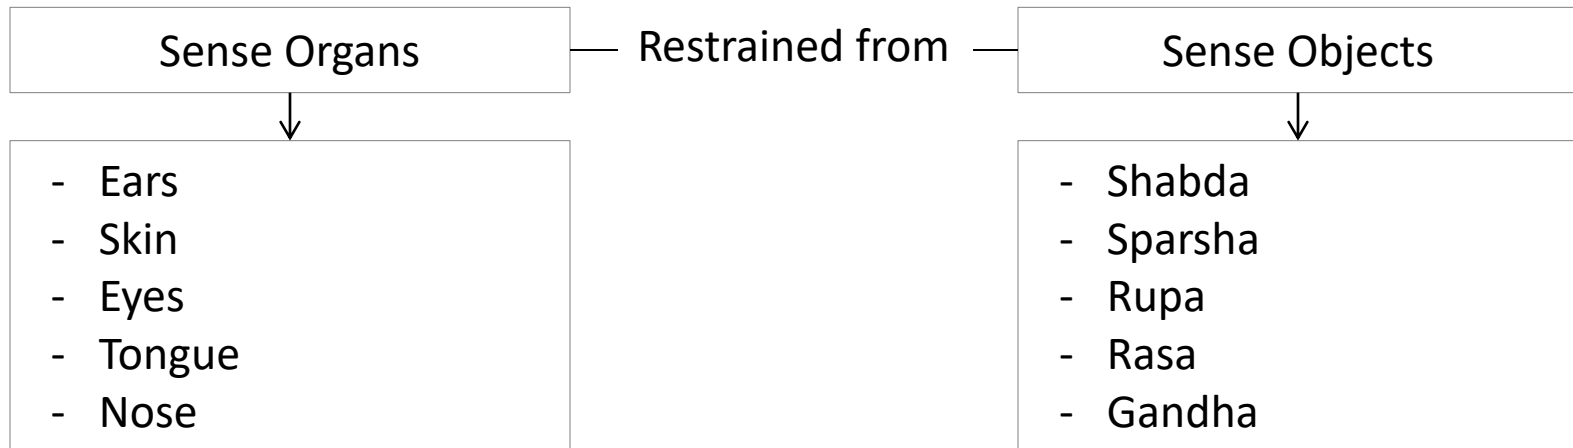 Sense Organs
Restrained from
Sense Objects
- Ears
- Skin
- Eyes
- Tongue
- Nose
- Shabda
- Sparsha
- Rupa
- Rasa
- Gandha